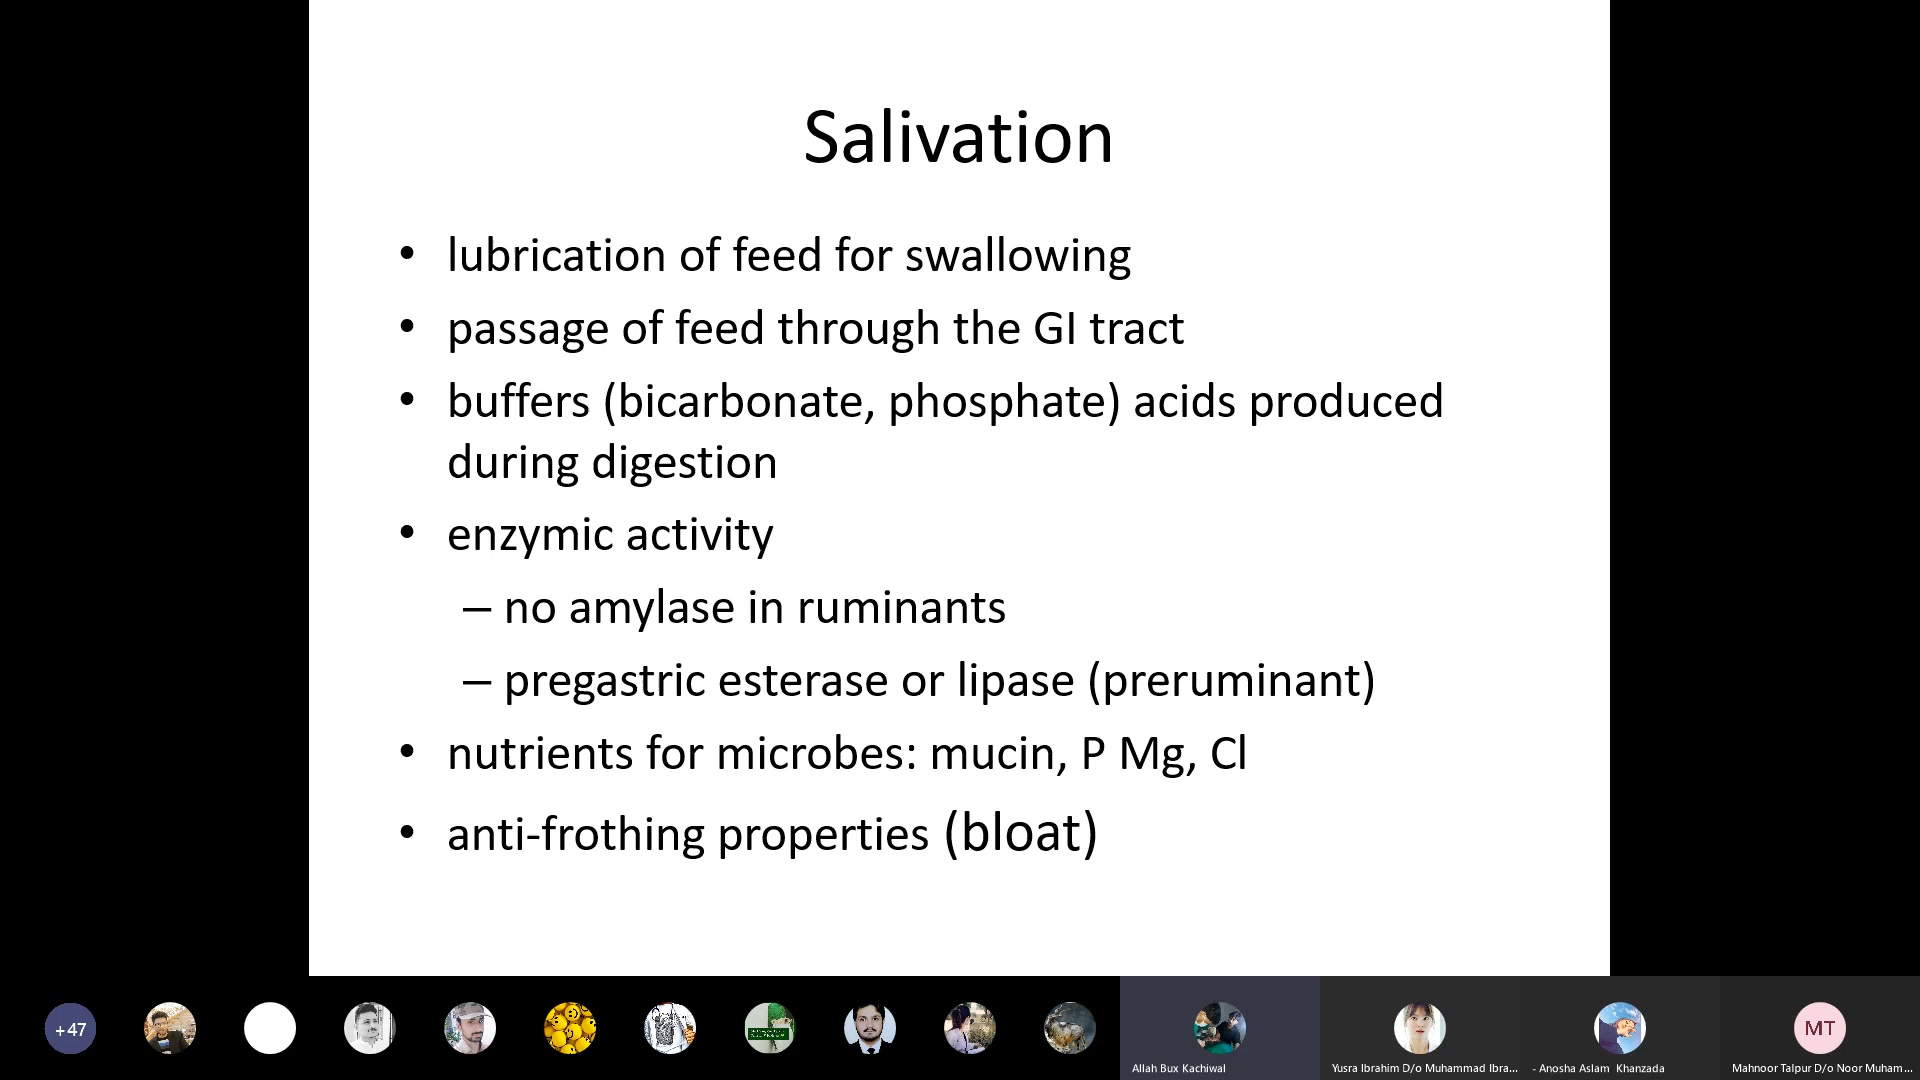 Salivation
• lubrication of feed for swallowing
• passage of feed through the GI tract
• buffers (bicarbonate, phosphate) acids produced
during digestion
• enzymic activity
– no amylase in ruminants
– pregastric esterase or lipase (preruminant)
• nutrients for microbes: mucin, P Mg, Cl
• anti-frothing properties (bloat)
+47
MT
Allah Bux Kachiwal
Yusra Ibrahim D/o Muhammad Ibra...
- Anosha Aslam Khanzada
Mahnoor Talpur D/o Noor Muham...